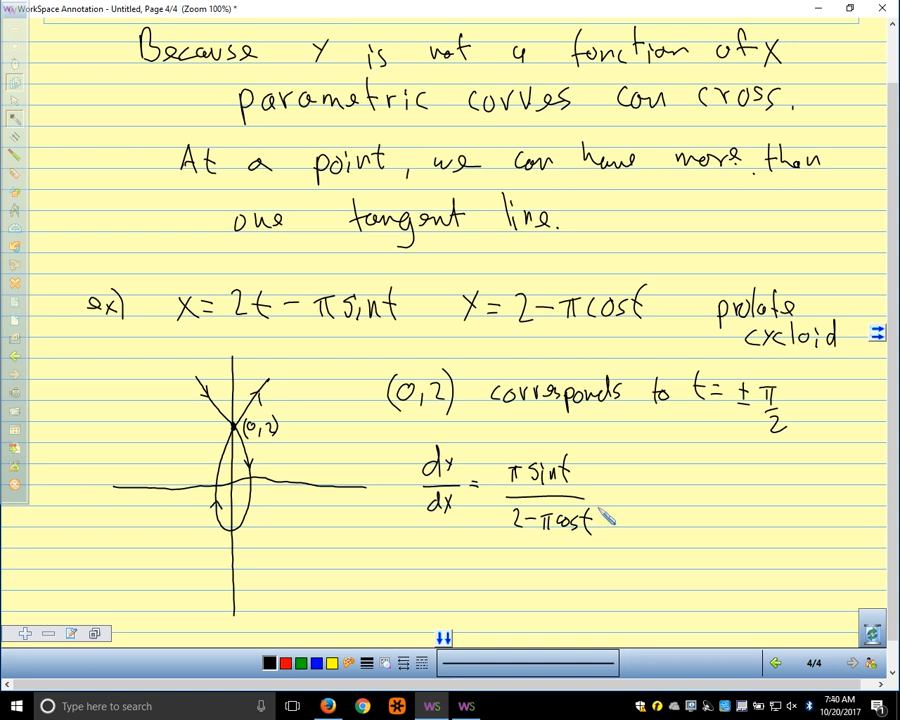 WorkSpace Annotation - Untitled, Page 4/4 (Zoom 100%) *
Because y is not a function of x
parametric curves can cross.
At a point, we can have more than
one tangent line.
ex) x = 2t - π sint y = 2 - π cost prolate
cycloid
(0,2) corresponds to t = ± π/2
(0,2)
dy/dx = π sint / 2 - π cost
4/4
Type here to search
WS WS
7:40 AM
10/20/2017